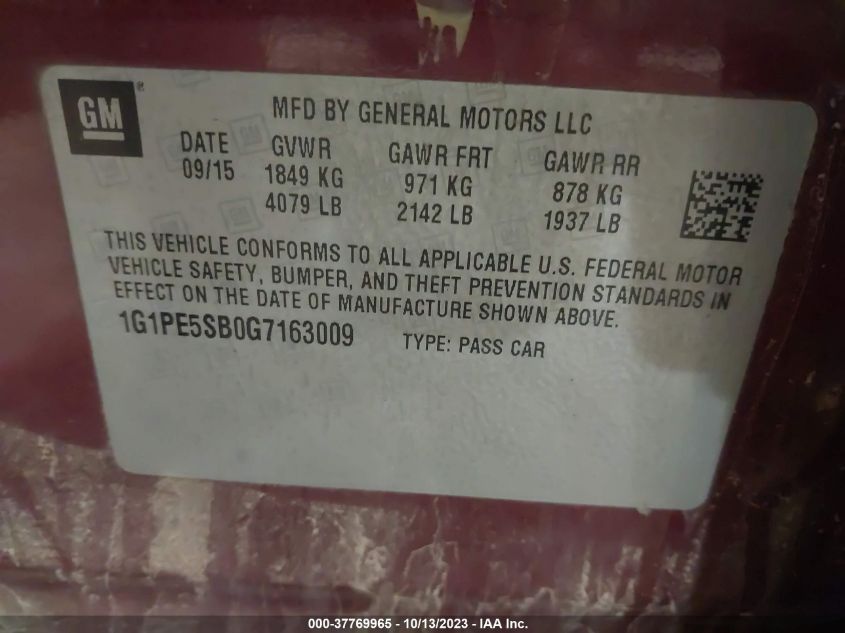 GM ®
MFD BY GENERAL MOTORS LLC
DATE GVWR GAWR FRT GAWR RR
09/15 1849 KG 971 KG 878 KG
4079 LB 2142 LB 1937 LB
THIS VEHICLE CONFORMS TO ALL APPLICABLE U.S. FEDERAL MOTOR
VEHICLE SAFETY, BUMPER, AND THEFT PREVENTION STANDARDS IN
EFFECT ON THE DATE OF MANUFACTURE SHOWN ABOVE.
1G1PE5SB0G7163009 TYPE: PASS CAR
000-37769965 - 10/13/2023 - IAA Inc.